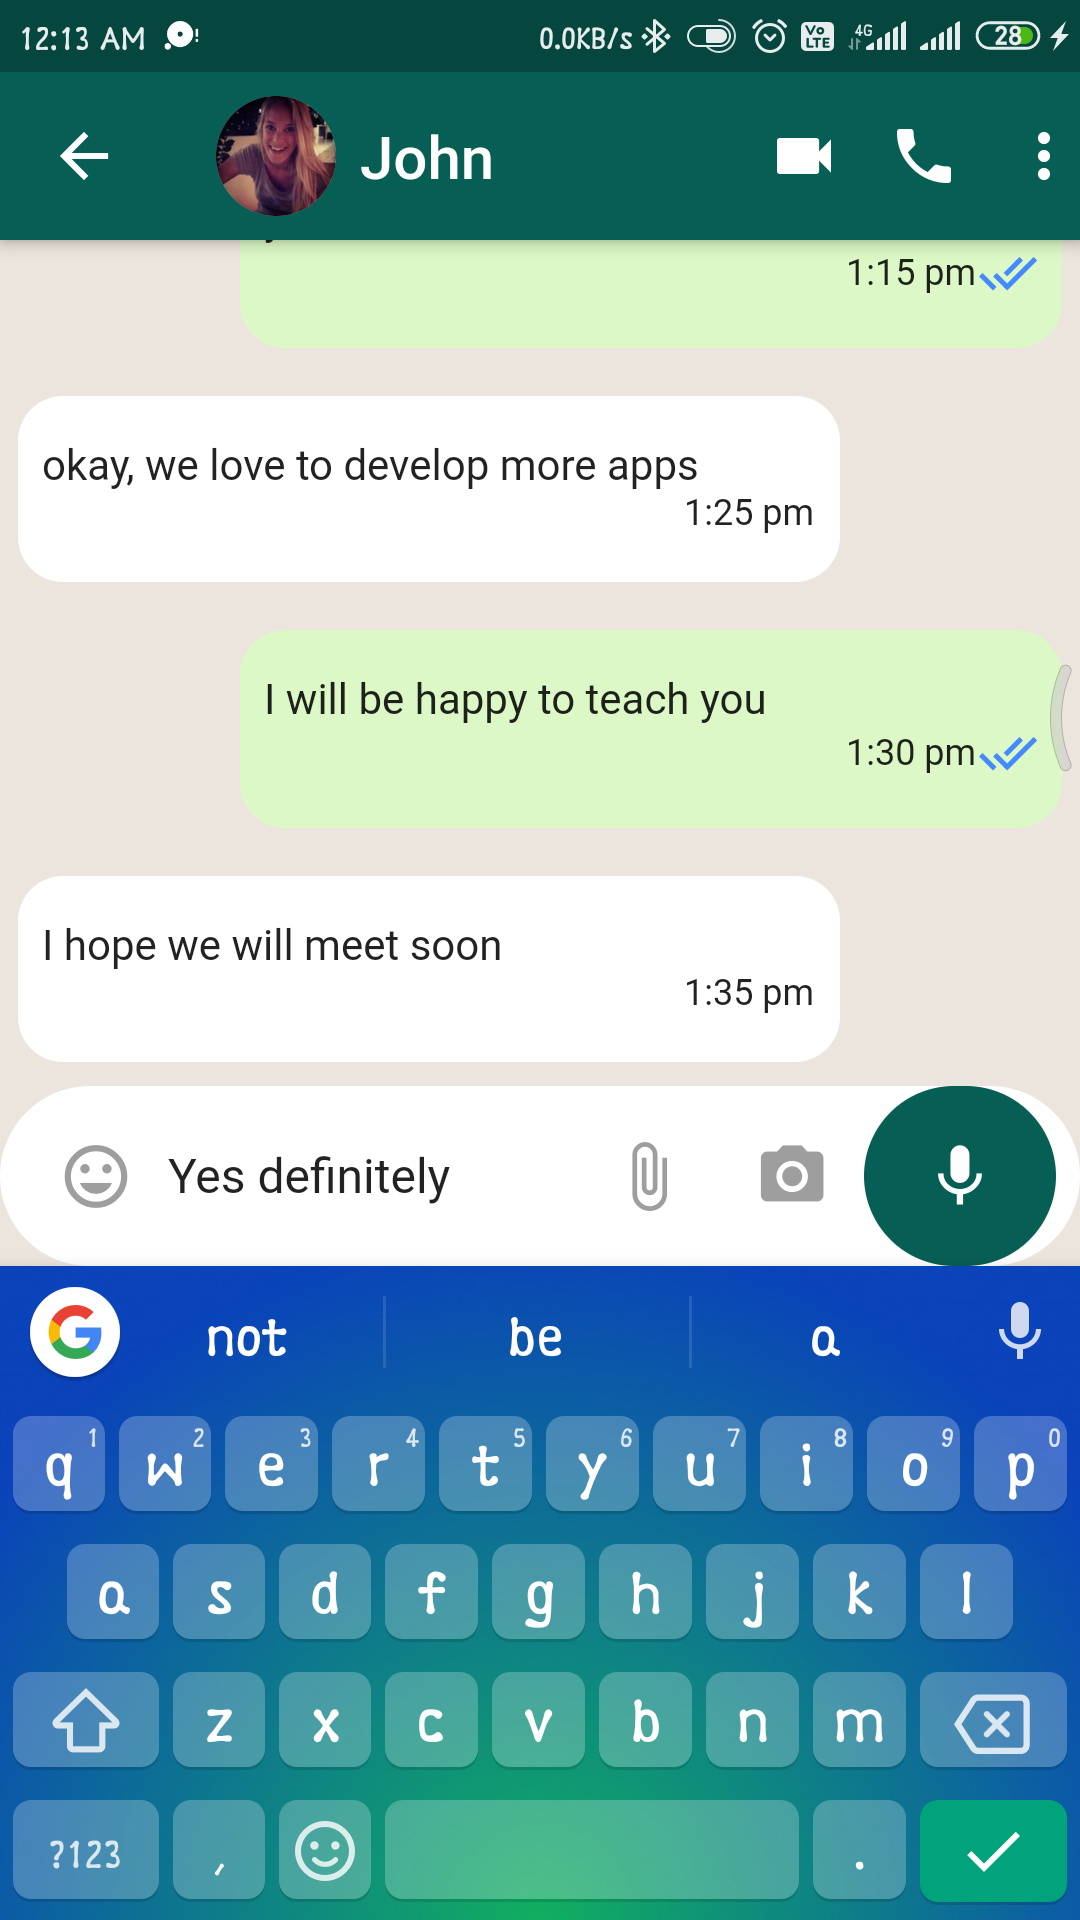 12:13 AM ! 0.0KB/s Vo LTE 4G 28
John
1:15 pm
okay, we love to develop more apps
1:25 pm
I will be happy to teach you
1:30 pm
I hope we will meet soon
1:35 pm
Yes definitely
G not be a
q 1 w 2 e 3 r 4 t 5 y 6 u 7 i 8 o 9 p 0
a s d f g h j k l
z x c v b n m
?123 , .